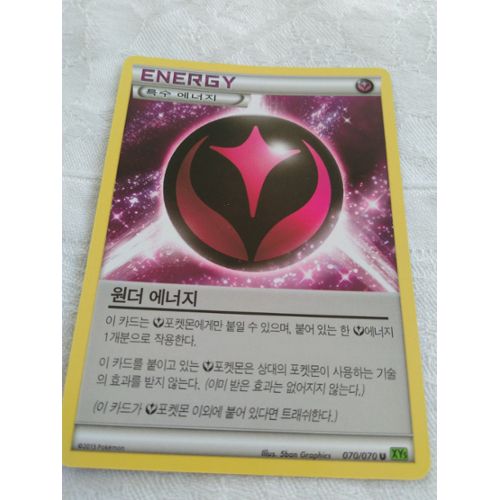 ENERGY
특수 에너지
원더 에너지
이 카드는 포켓몬에게만 붙일 수 있으며, 붙어 있는 한 에너지
1개분으로 작용한다.
이 카드를 붙이고 있는 포켓몬은 상대의 포켓몬이 사용하는 기술
의 효과를 받지 않는다. (이미 받은 효과는 없어지지 않는다.)
(이 카드가 포켓몬 이외에 붙어 있다면 트래쉬한다.)
Illus. 5ban Graphics 070/070 U XY
©2013 Pokémon